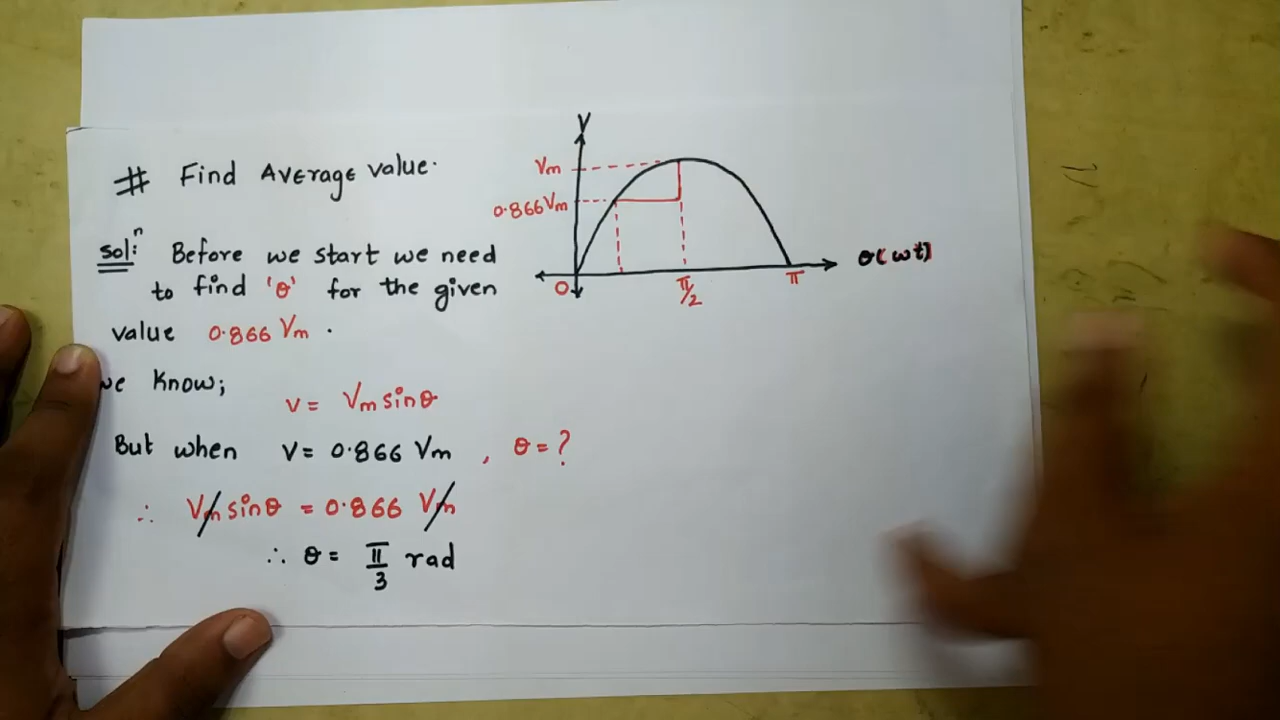 # Find Average value.
sol:ⁿ Before we start we need
to find 'θ' for the given
value 0.866 Vm .
we know;
v = Vm sinθ
But when v = 0.866 Vm , θ = ?
∴ Vm sinθ = 0.866 Vm
∴ θ = π/3 rad
V
Vm
0.866Vm
θ(ωt)
0
π/2
π